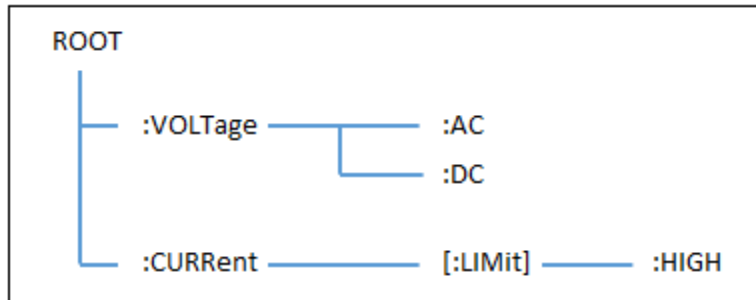 ROOT
:VOLTage :AC
:DC
:CURRent [:LIMit] :HIGH